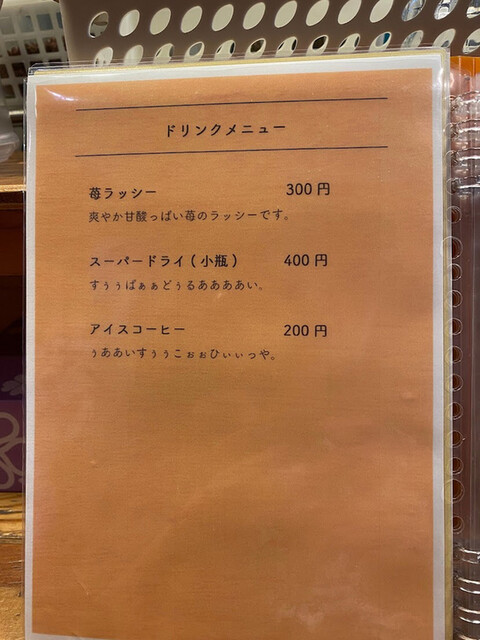 ドリンクメニュー
苺ラッシー 300円
爽やか甘酸っぱい苺のラッシーです。
スーパードライ(小瓶) 400円
すぅぅぱぁぁどぅるああああい。
アイスコーヒー 200円
ぅああいすぅぅこぉぉひぃぃっや。